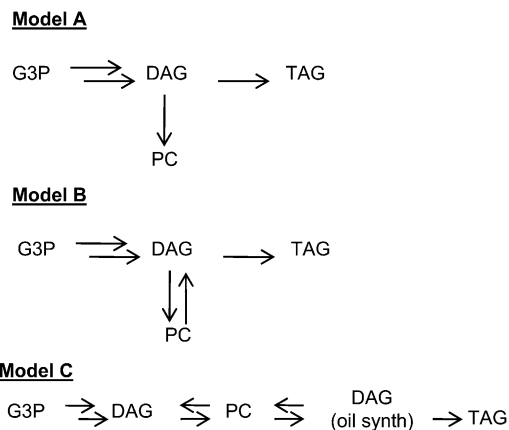 Model A
G3P DAG TAG
PC
Model B
G3P DAG TAG
PC
Model C
G3P DAG PC DAG (oil synth) TAG